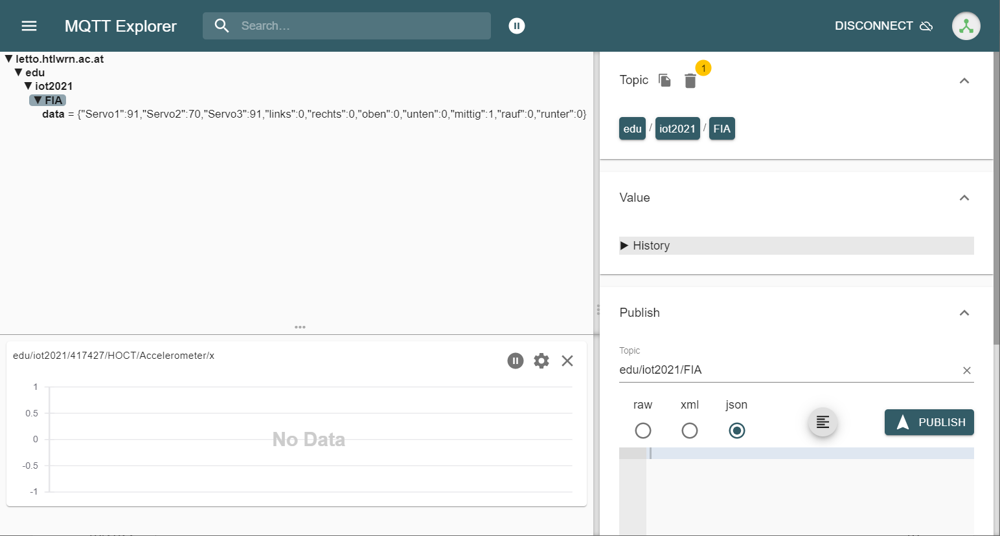 MQTT Explorer
Search...
DISCONNECT
▼ letto.htlwrn.ac.at
▼ edu
▼ iot2021
▼ FIA
data = {"Servo1":91,"Servo2":70,"Servo3":91,"links":0,"rechts":0,"oben":0,"unten":0,"mittig":1,"rauf":0,"runter":0}
edu/iot2021/417427/HOCT/Accelerometer/x
1
0.5
0
-0.5
-1
No Data
Topic
1
edu / iot2021 / FIA
Value
▶ History
Publish
Topic
edu/iot2021/FIA
raw xml json
PUBLISH